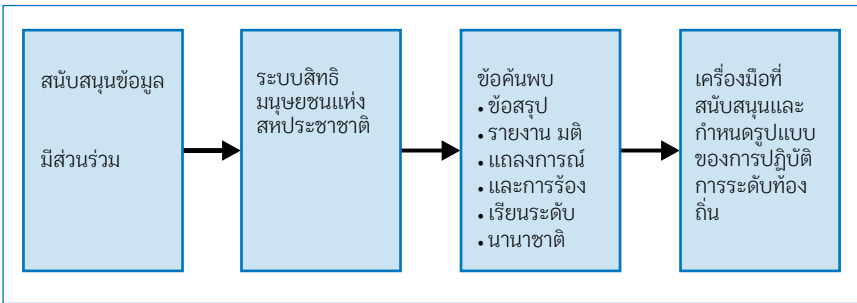 สนับสนุนข้อมูล
มีส่วนร่วม
ระบบสิทธิ
มนุษยชนแห่ง
สหประชาชาติ
ข้อค้นพบ
• ข้อสรุป
• รายงาน มติ
• แถลงการณ์
• และการร้อง
• เรียนระดับ
• นานาชาติ
เครื่องมือที่
สนับสนุนและ
กำหนดรูปแบบ
ของการปฎิบัติ
การระดับท้อง
ถิ่น